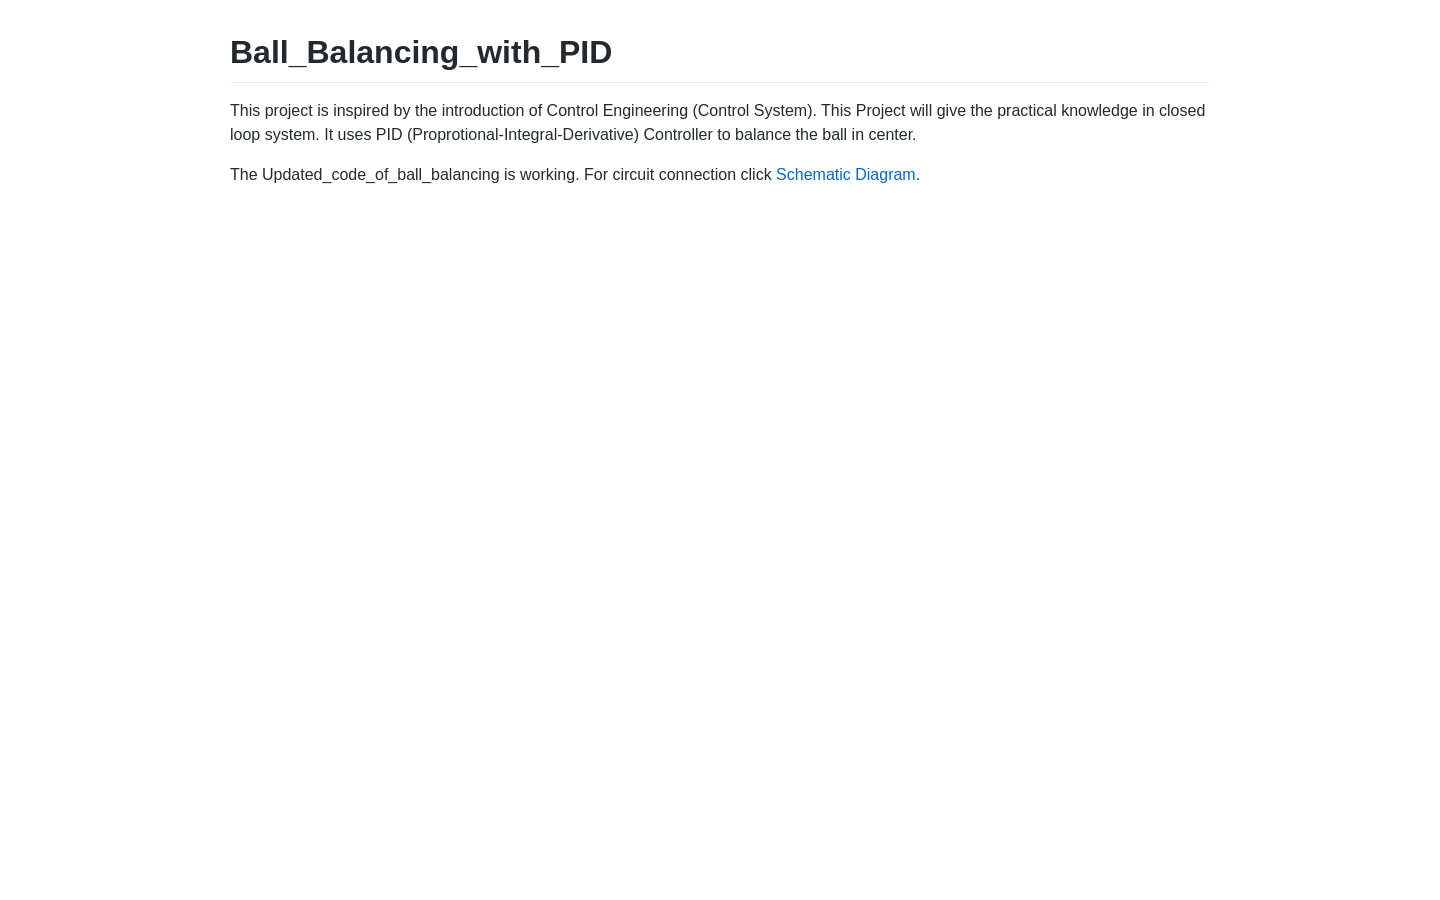 Ball_Balancing_with_PID
This project is inspired by the introduction of Control Engineering (Control System). This Project will give the practical knowledge in closed
loop system. It uses PID (Proprotional-Integral-Derivative) Controller to balance the ball in center.
The Updated_code_of_ball_balancing is working. For circuit connection click Schematic Diagram.